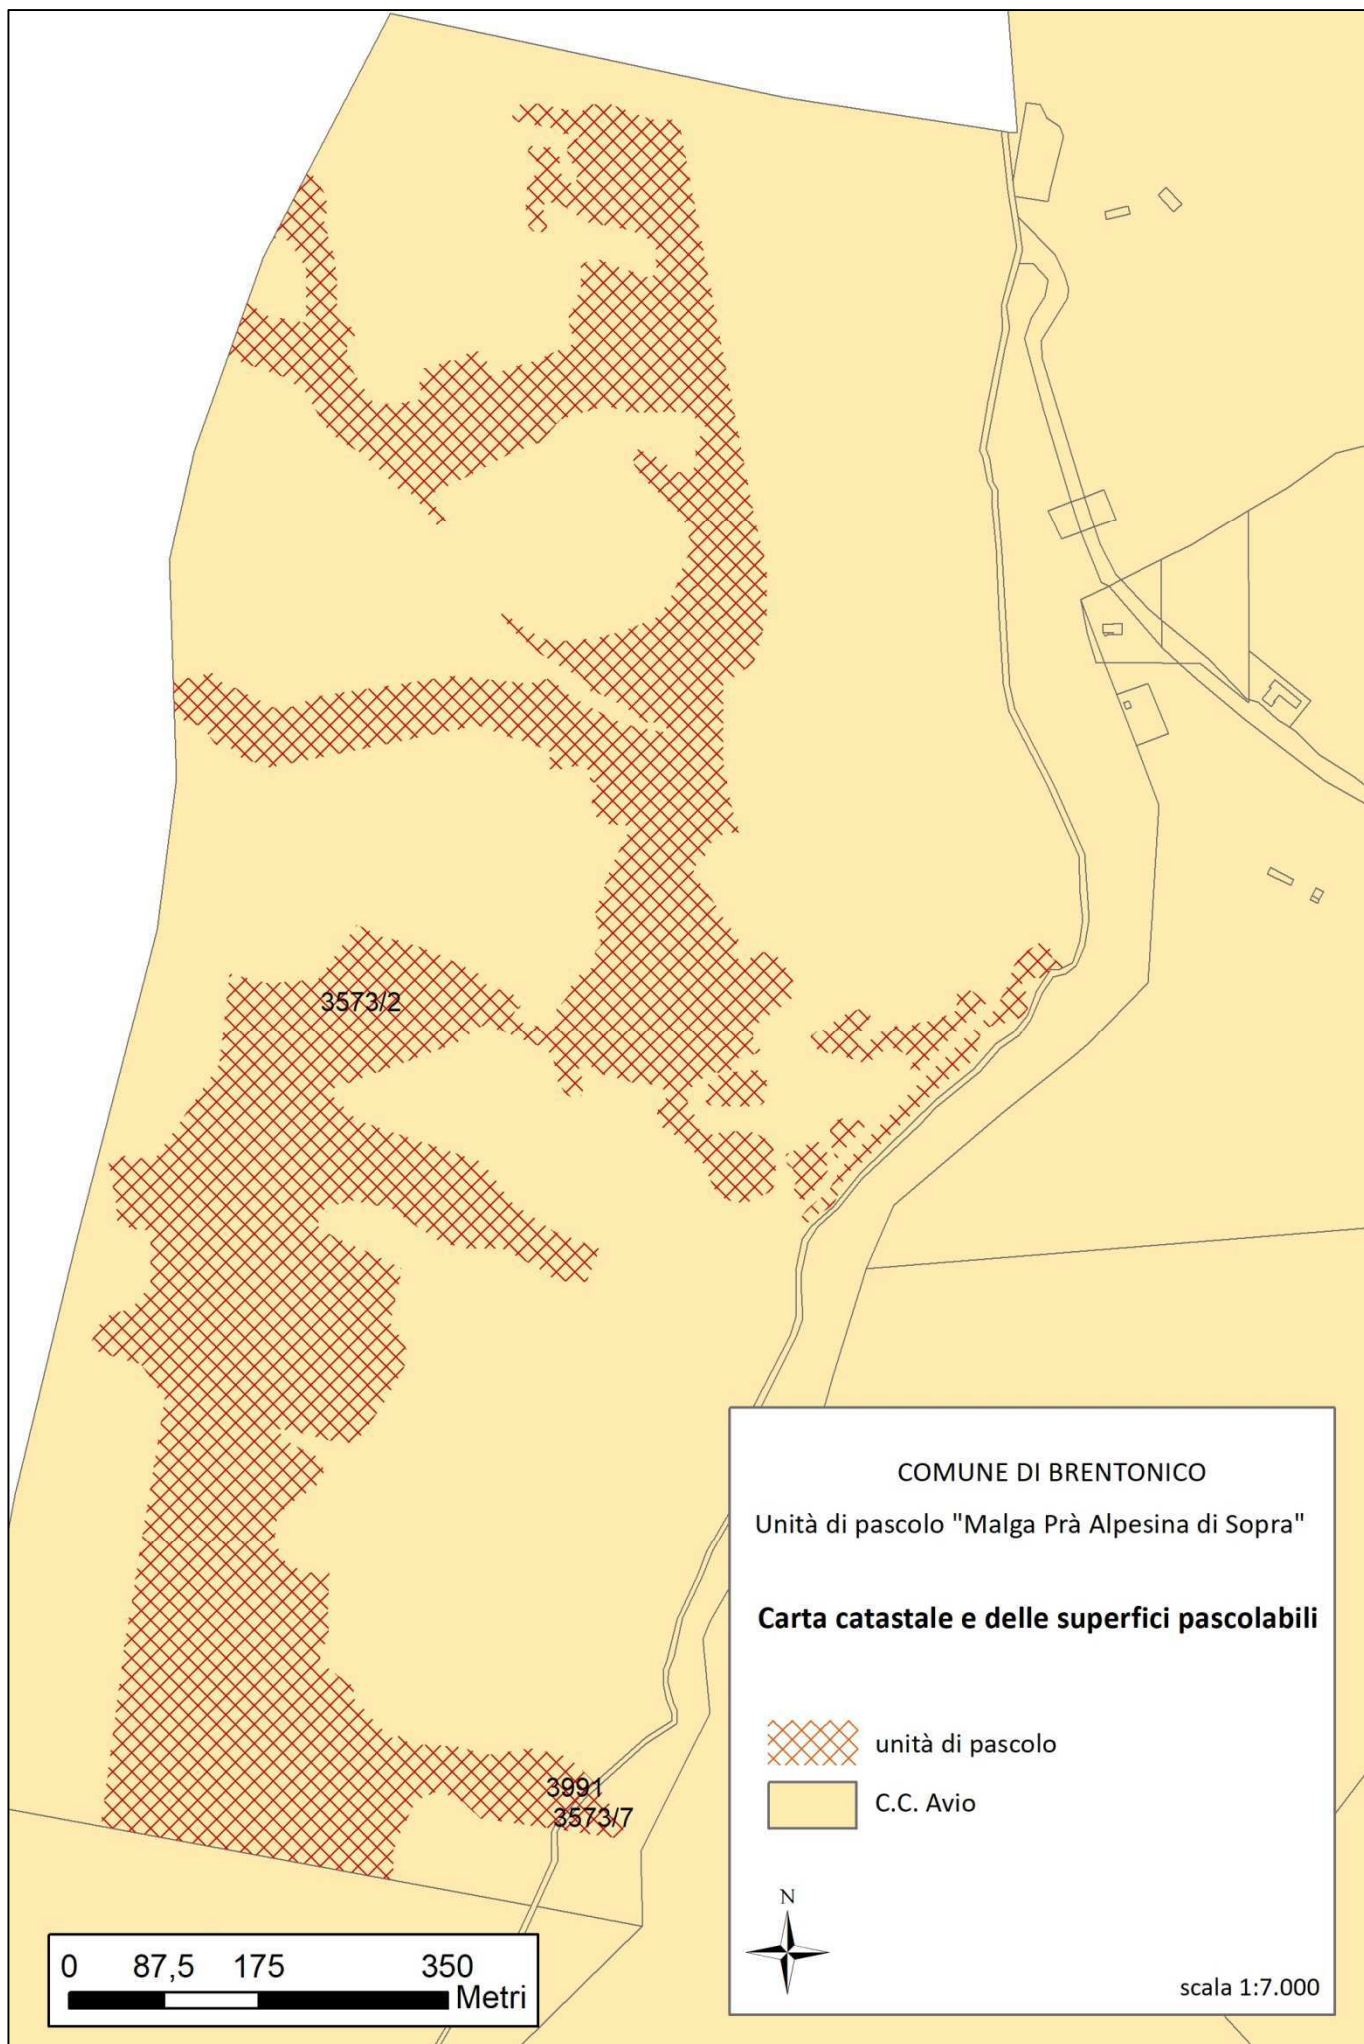 3573/2
3991
3573/7
COMUNE DI BRENTONICO
Unità di pascolo "Malga Prà Alpesina di Sopra"
Carta catastale e delle superfici pascolabili
unità di pascolo
C.C. Avio
N
scala 1:7.000
0 87,5 175 350
Metri